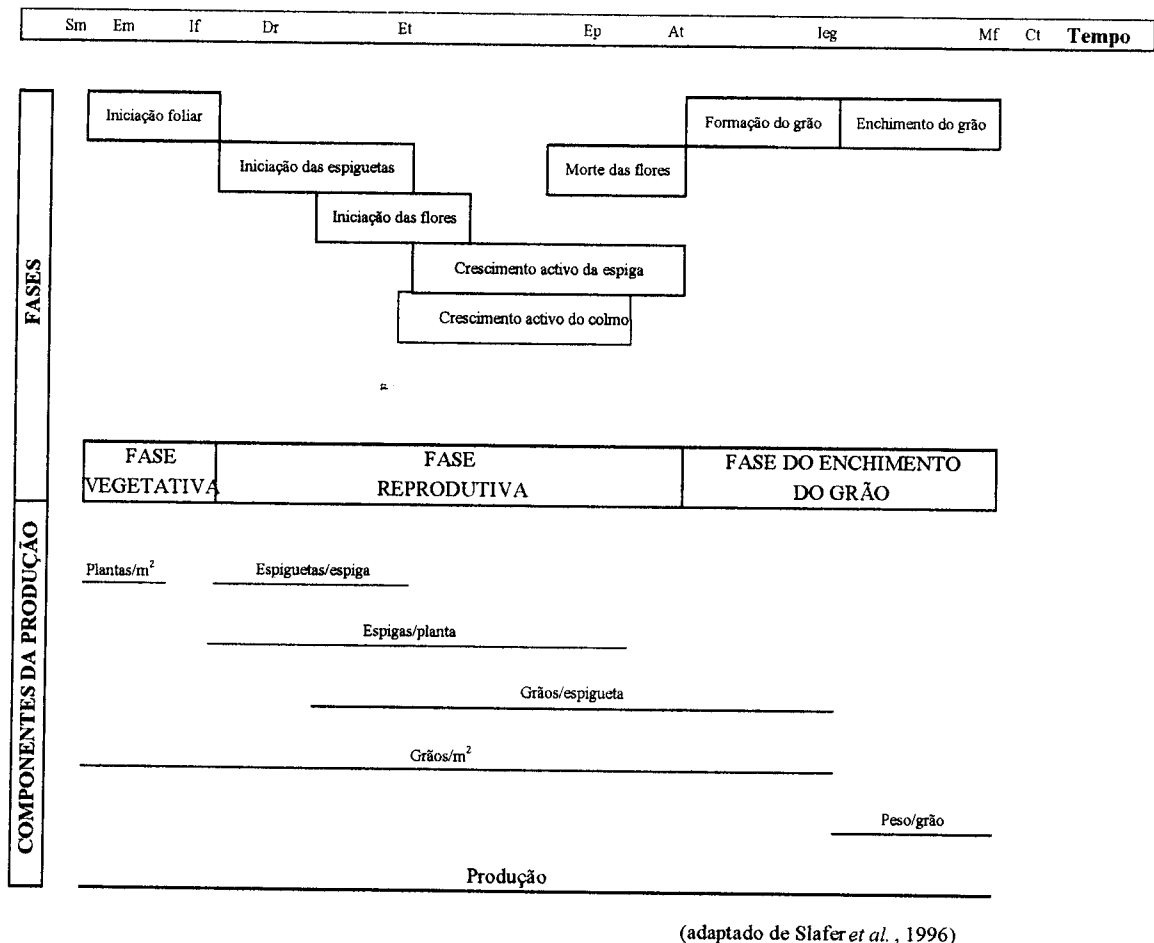 Sm Em If Dr Et Ep At Ieg Mf Ct Tempo
FASES
Iniciação foliar
Formação do grão
Enchimento do grão
Iniciação das espiguetas
Morte das flores
Iniciação das flores
Crescimento activo da espiga
Crescimento activo do colmo
FASE
VEGETATIVA
FASE
REPRODUTIVA
FASE DO ENCHIMENTO
DO GRÃO
COMPONENTES DA PRODUÇÃO
Plantas/m²
Espiguetas/espiga
Espigas/planta
Grãos/espigueta
Grãos/m²
Peso/grão
Produção
(adaptado de Slafer et al. , 1996)